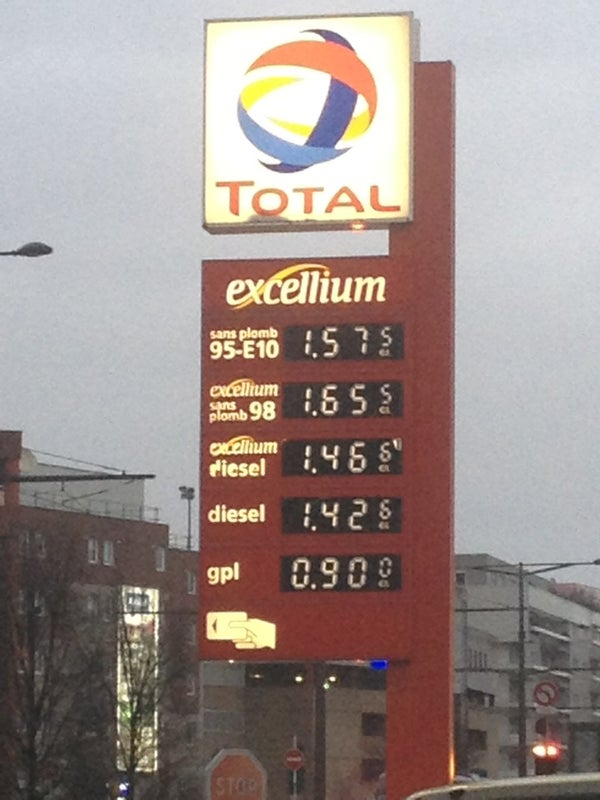 TOTAL
excellium
sans plomb
95-E10 1.575
excellium
sans
plomb 98 1.655
excellium
diesel 1.466
diesel 1.426
gpl 0.900
STOP